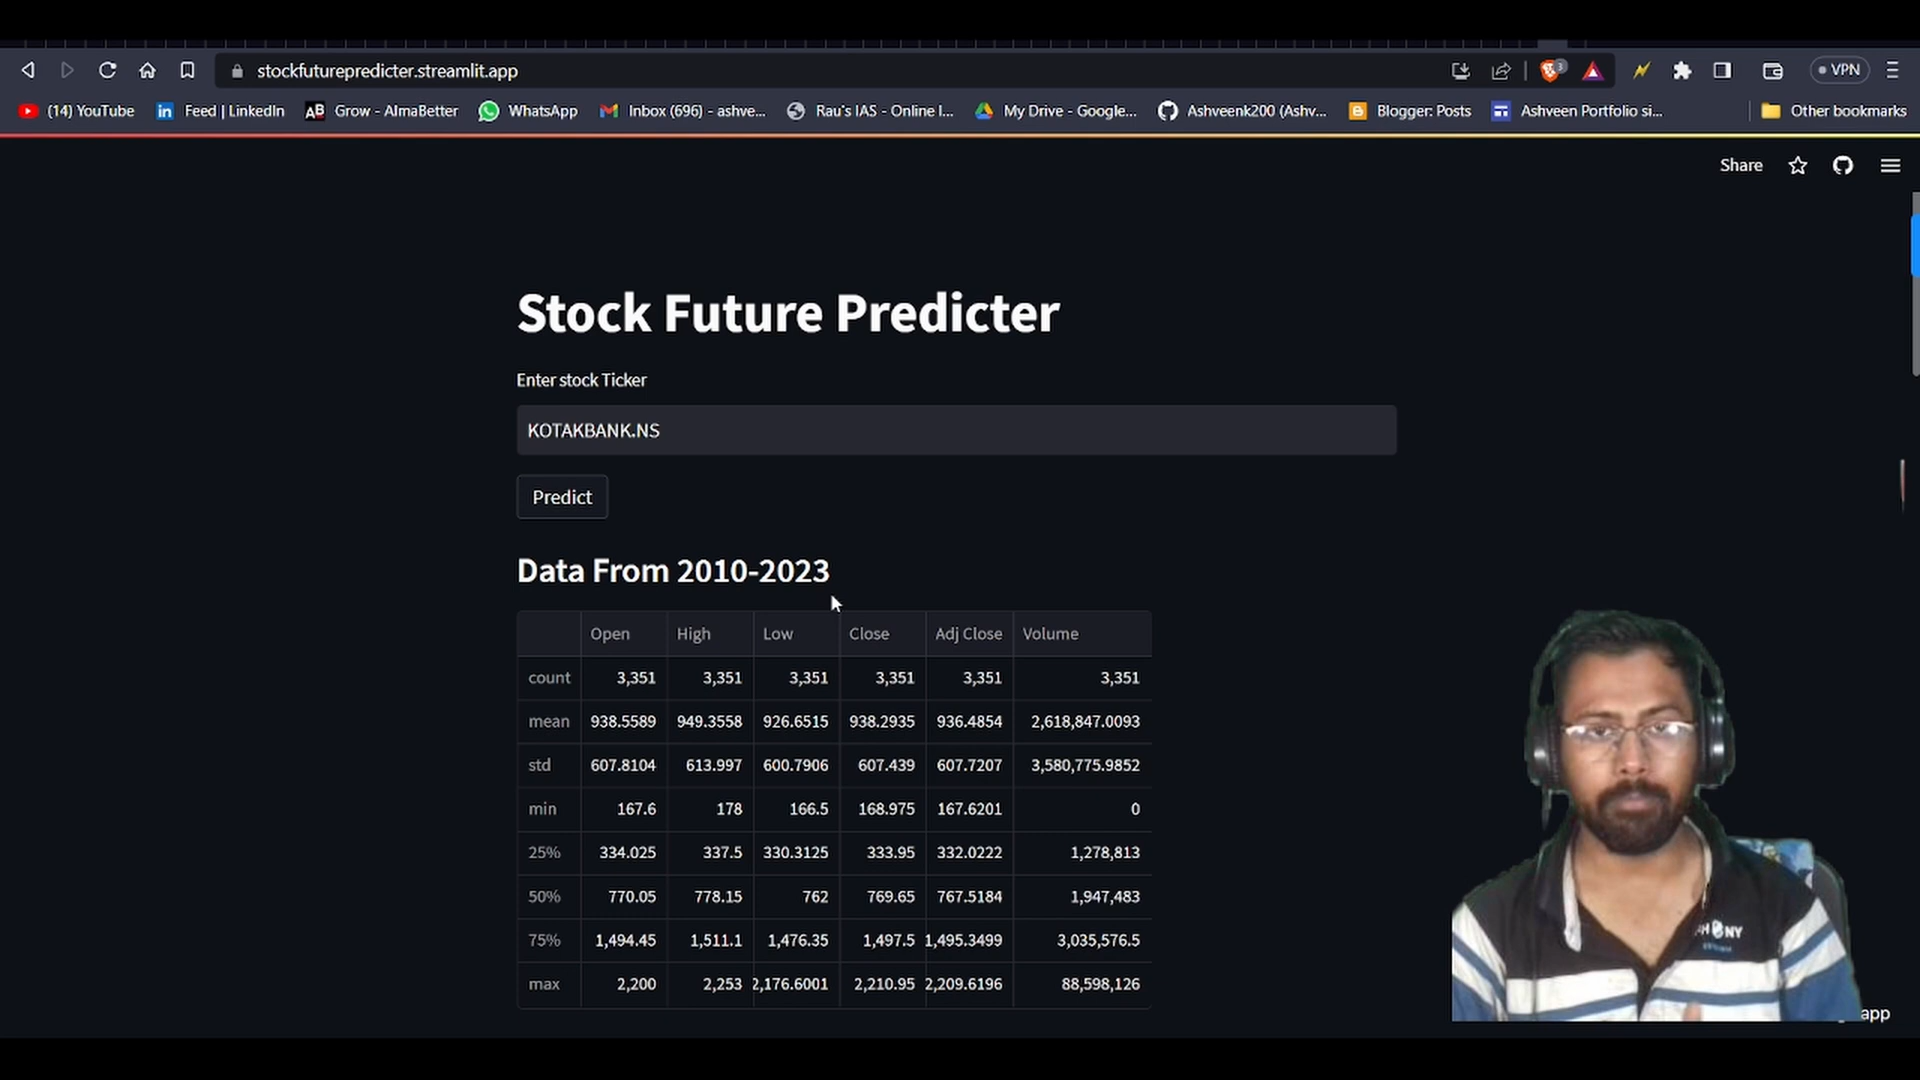 stockfuturepredicter.streamlit.app
3
VPN
(14) YouTube
Feed | LinkedIn
AB Grow - AlmaBetter
WhatsApp
Inbox (696) - ashve...
Rau's IAS - Online I...
My Drive - Google...
Ashveenk200 (Ashv...
Blogger: Posts
Ashveen Portfolio si...
Other bookmarks
Share
Stock Future Predicter
Enter stock Ticker
KOTAKBANK.NS
Predict
Data From 2010-2023
Open High Low Close Adj Close Volume
count 3,351 3,351 3,351 3,351 3,351 3,351
mean 938.5589 949.3558 926.6515 938.2935 936.4854 2,618,847.0093
std 607.8104 613.997 600.7906 607.439 607.7207 3,580,775.9852
min 167.6 178 166.5 168.975 167.6201 0
25% 334.025 337.5 330.3125 333.95 332.0222 1,278,813
50% 770.05 778.15 762 769.65 767.5184 1,947,483
75% 1,494.45 1,511.1 1,476.35 1,497.5 1,495.3499 3,035,576.5
max 2,200 2,253 2,176.6001 2,210.95 2,209.6196 88,598,126
app